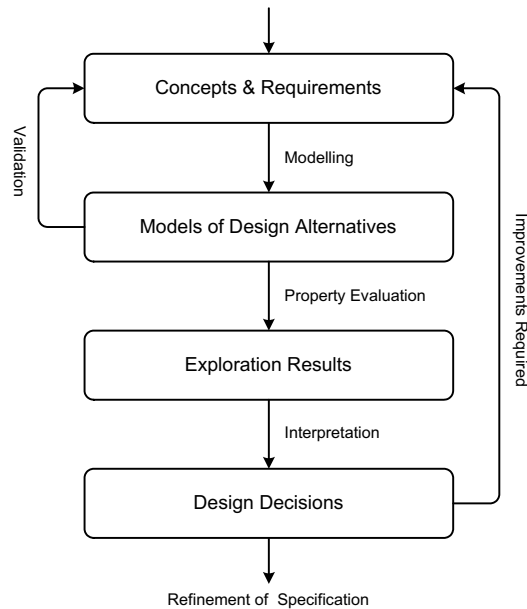 Concepts & Requirements
Validation
Modelling
Models of Design Alternatives
Improvements Required
Property Evaluation
Exploration Results
Interpretation
Design Decisions
Refinement of Specification